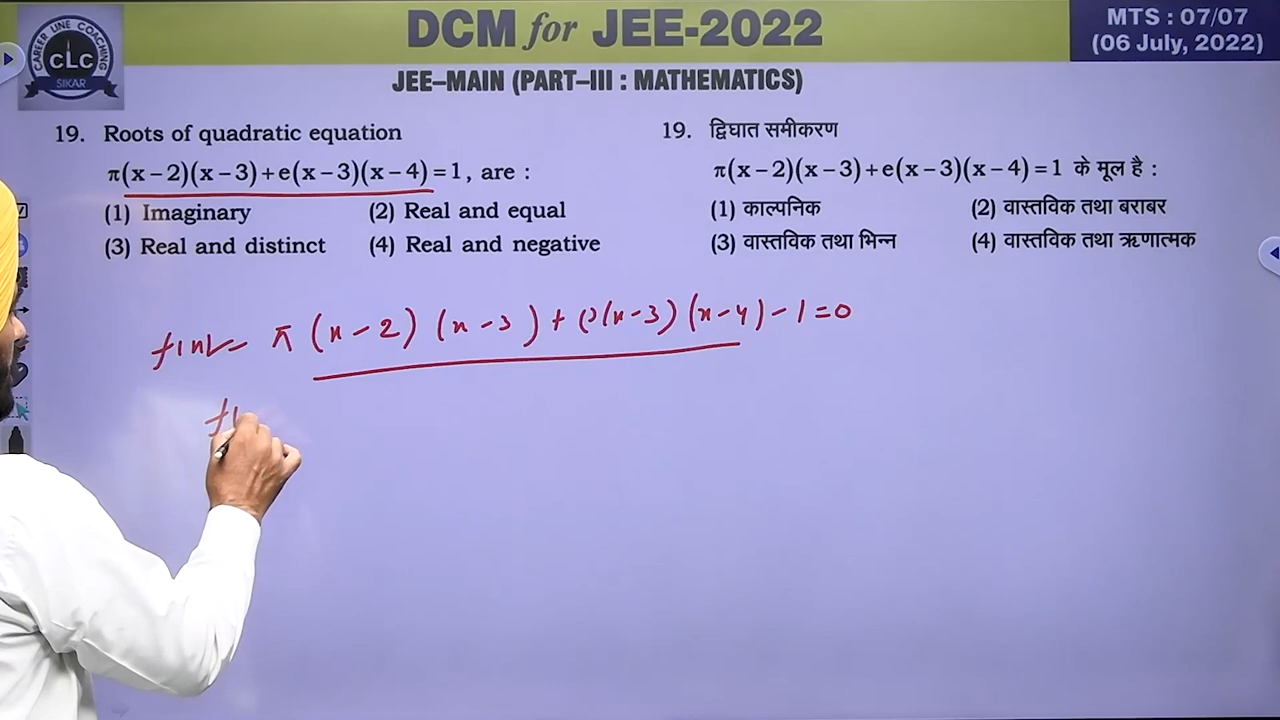 DCM for JEE-2022
MTS : 07/07
(06 July, 2022)
CAREER LINE COACHING
CLC
SIKAR
JEE–MAIN (PART–III : MATHEMATICS)
19. Roots of quadratic equation
π(x – 2)(x – 3) + e(x – 3)(x – 4) = 1, are :
(1) Imaginary (2) Real and equal
(3) Real and distinct (4) Real and negative
19. द्विघात समीकरण
π(x – 2)(x – 3) + e(x – 3)(x – 4) = 1 के मूल है :
(1) काल्पनिक (2) वास्तविक तथा बराबर
(3) वास्तविक तथा भिन्न (4) वास्तविक तथा ऋणात्मक
f(x) = π (x – 2) (x – 3) + e(x – 3) (x – 4) – 1 = 0